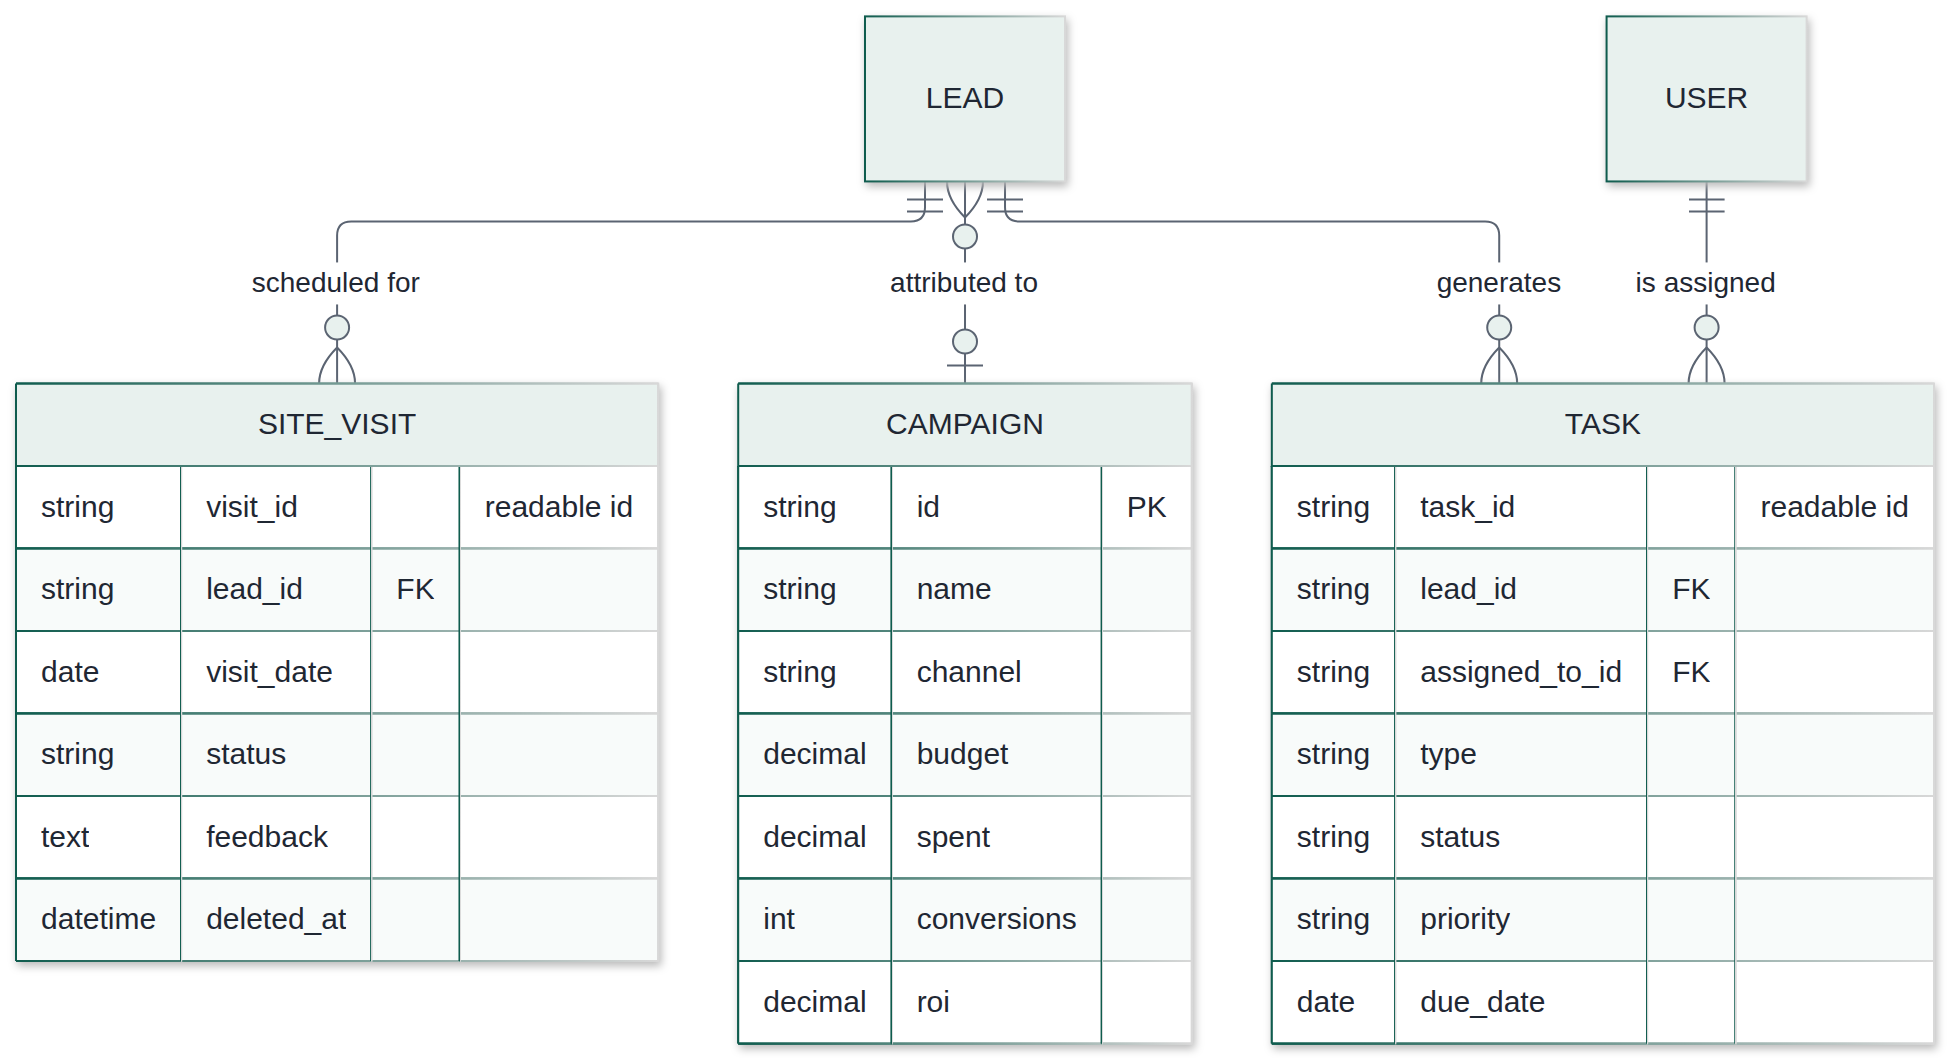 LEAD
USER
scheduled for
attributed to
generates
is assigned
SITE_VISIT
string visit_id readable id
string lead_id FK
date visit_date
string status
text feedback
datetime deleted_at
CAMPAIGN
string id PK
string name
string channel
decimal budget
decimal spent
int conversions
decimal roi
TASK
string task_id readable id
string lead_id FK
string assigned_to_id FK
string type
string status
string priority
date due_date